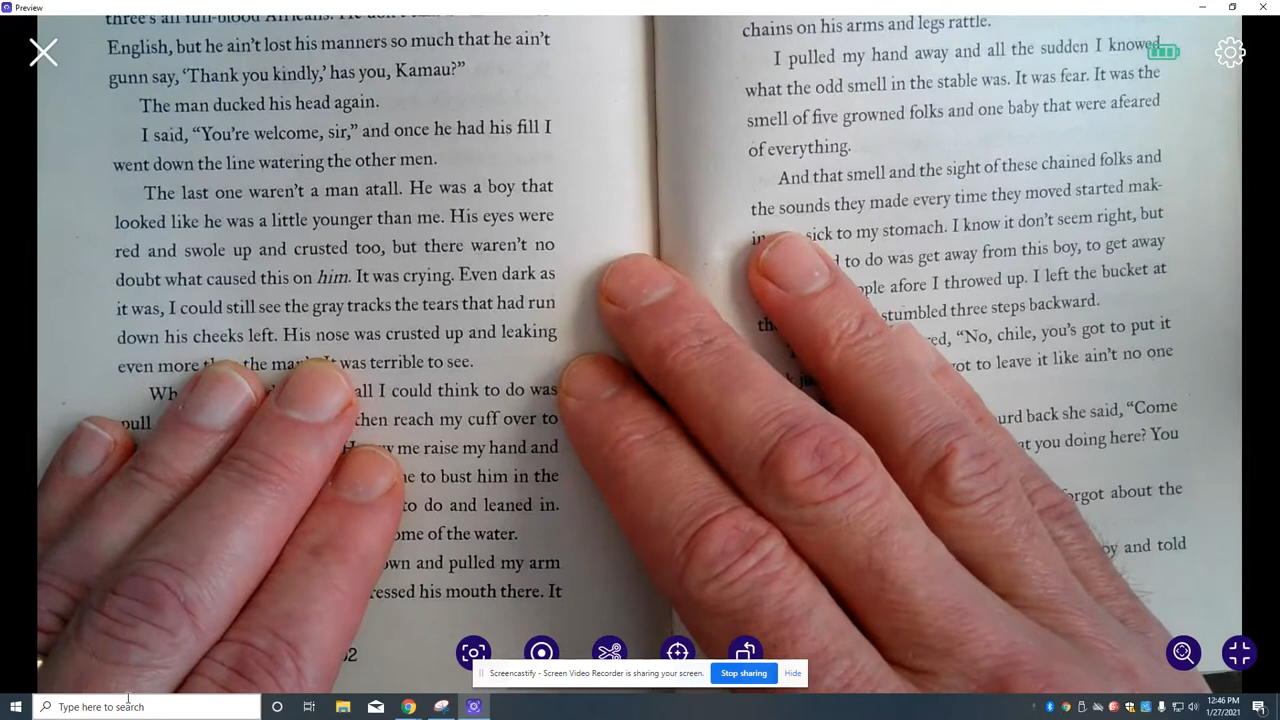 Preview
English, but he ain't lost his manners so much that he ain't
gunn say, 'Thank you kindly,' has you, Kamau?"
The man ducked his head again.
I said, "You're welcome, sir," and once he had his fill I
went down the line watering the other men.
The last one waren't a man atall. He was a boy that
looked like he was a little younger than me. His eyes were
red and swole up and crusted too, but there waren't no
doubt what caused this on him. It was crying. Even dark as
it was, I could still see the gray tracks the tears that had run
down his cheeks left. His nose was crusted up and leaking
even more the It was terrible to see.
all I could think to do was
pull then reach my cuff over to
me raise my hand and
to bust him in the
to do and leaned in.
of the water.
and pulled my arm
his mouth there. It
chains on his arms and legs rattle.
I pulled my hand away and all the sudden I knowed
what the odd smell in the stable was. It was fear. It was the
smell of five growned folks and one baby that were afeared
of everything.
And that smell and the sight of these chained folks and
the sounds they made every time they moved started mak-
sick to my stomach. I know it don't seem right, but
to do was get away from this boy, to get away
afore I throwed up. I left the bucket at
stumbled three steps backward.
"No, chile, you's got to put it
to leave it like ain't no one
back she said, "Come
you doing here? You
about the
and told
Screencastify - Screen Video Recorder is sharing your screen.
Stop sharing
Hide
Type here to search
12:46 PM
1/27/2021